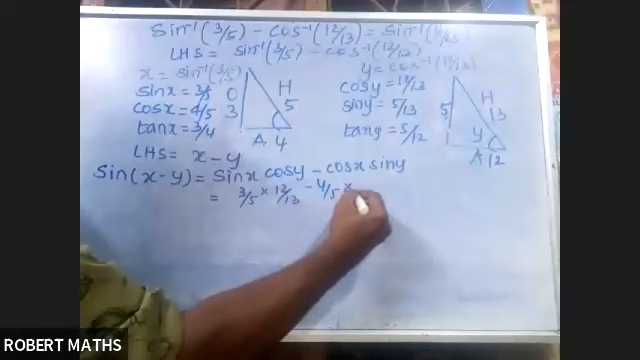 Sin⁻¹(3/5) - cos⁻¹(12/13) = Sin⁻¹(
LHS = sin⁻¹(3/5) - cos⁻¹(12/13)
x = sin⁻¹(3/5)
y = cos⁻¹(12/13)
sinx = 3/5
cosx = 4/5
tanx = 3/4
O
3
H
5
A 4
cosy = 12/13
siny = 5/13
tany = 5/12
5
H
13
y
A 12
LHS = x - y
Sin(x - y) = Sinx cosy - cosx siny
= 3/5 × 12/13 - 4/5 ×
ROBERT MATHS